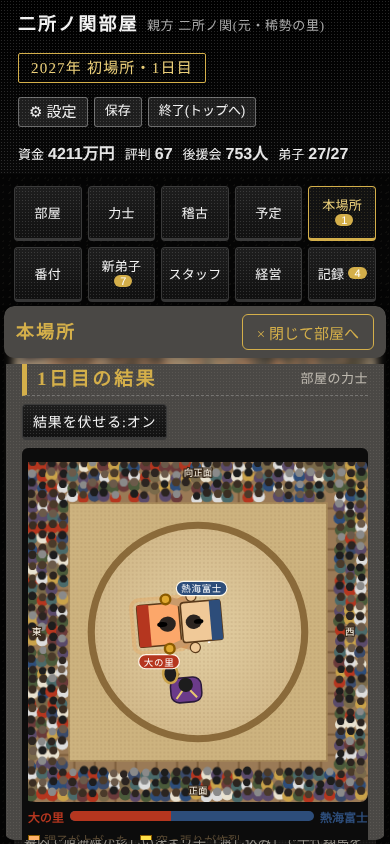 二所ノ関部屋 親方 二所ノ関(元・稀勢の里)
2027年 初場所・1日目
⚙ 設定 保存 終了(トップへ)
資金 4211万円 評判 67 後援会 753人 弟子 27/27
部屋 力士 稽古 予定 本場所 1
番付 新弟子 7 スタッフ 経営 記録 4
本場所 × 閉じて部屋へ
1日目の結果 部屋の力士
結果を伏せる:オン
向正面
熱海富士
東 西
大の里
正面
大の里 熱海富士